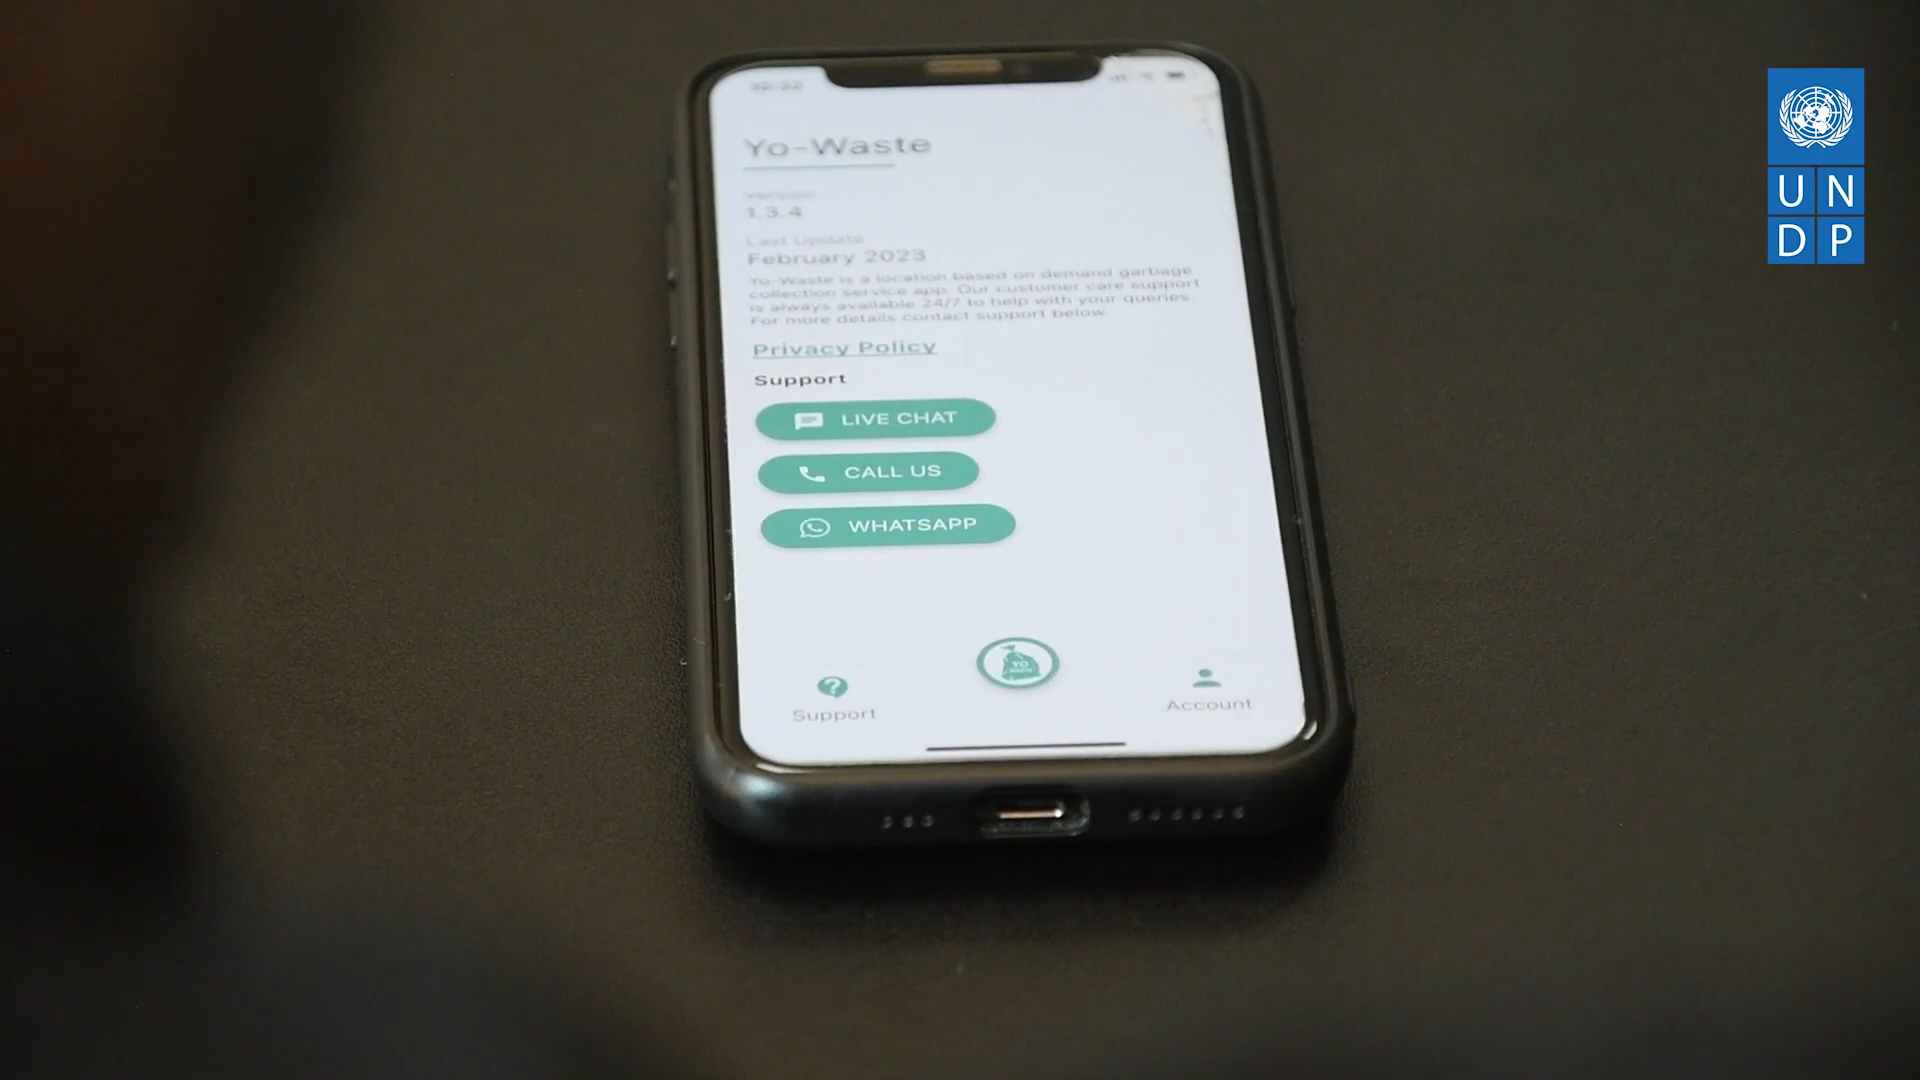 Yo-Waste
Version
1.3.4
Last Update
February 2023
Yo-Waste is a location based on demand garbage
collection service app. Our customer care support
is always available 24/7 to help with your queries.
For more details contact support below.
Privacy Policy
Support
LIVE CHAT
CALL US
WHATSAPP
YO
Support
Account
U N
D P